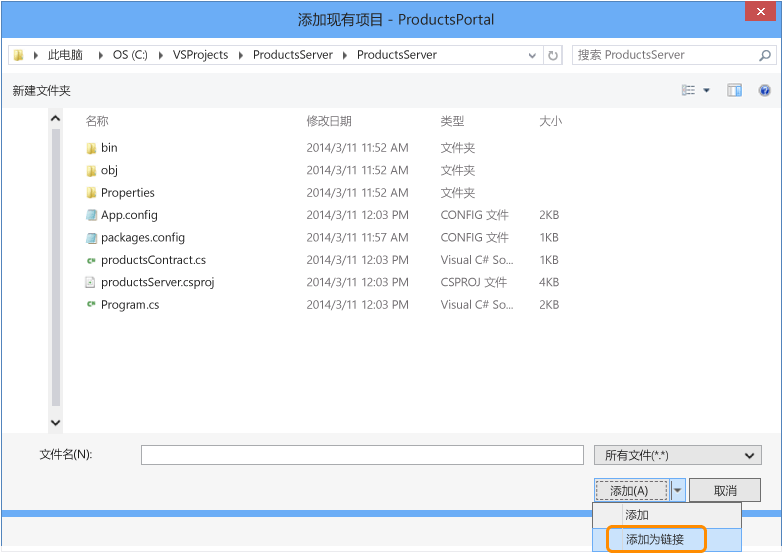 添加现有项目 - ProductsPortal
此电脑 OS (C:) VSProjects ProductsServer ProductsServer 搜索 ProductsServer
新建文件夹
名称 修改日期 类型 大小
bin 2014/3/11 11:52 AM 文件夹
obj 2014/3/11 11:52 AM 文件夹
Properties 2014/3/11 11:52 AM 文件夹
App.config 2014/3/11 12:03 PM CONFIG 文件 2KB
packages.config 2014/3/11 11:57 AM CONFIG 文件 1KB
productsContract.cs 2014/3/11 12:03 PM Visual C# So... 1KB
productsServer.csproj 2014/3/11 12:03 PM CSPROJ 文件 4KB
Program.cs 2014/3/11 12:03 PM Visual C# So... 2KB
文件名(N): 所有文件(*.*)
添加(A) 取消
添加
添加为链接